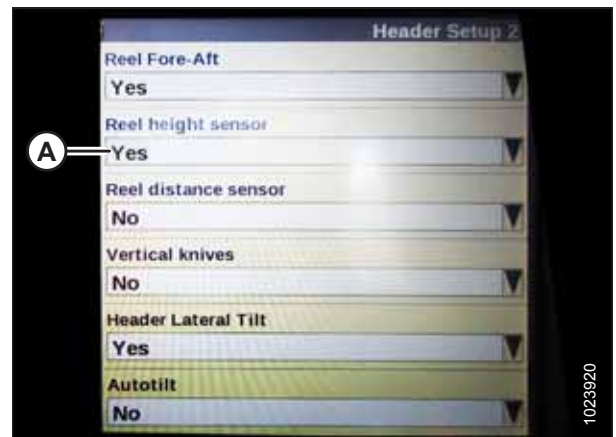 Header Setup 2
Reel Fore-Aft
Yes
Reel height sensor
A
Yes
Reel distance sensor
No
Vertical knives
No
Header Lateral Tilt
Yes
Autotilt
No
1023920